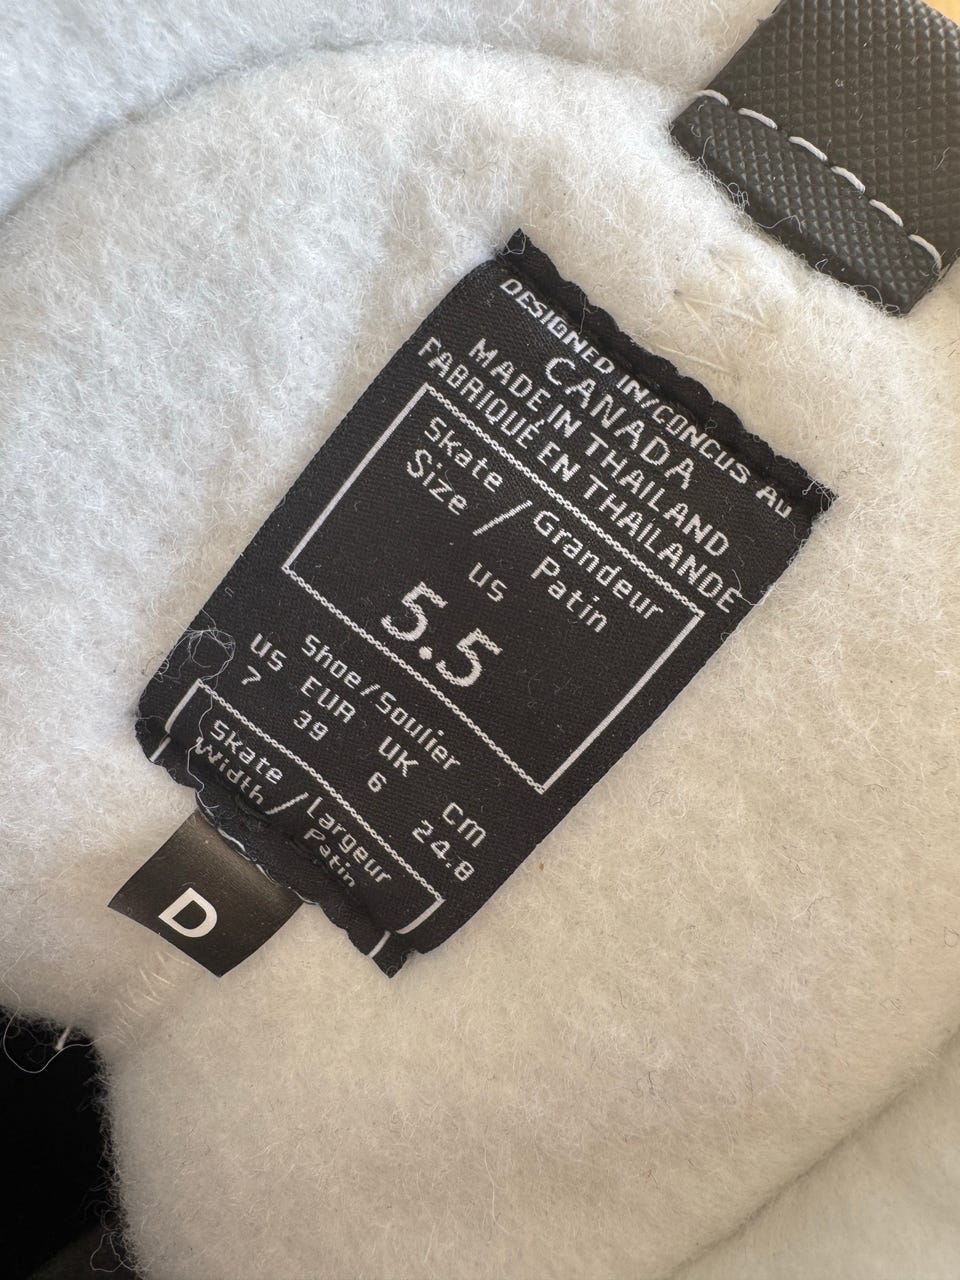 DESIGNED IN/CONCUS AU
CANADA
MADE IN THAILAND
FABRIQUÉ EN THAÏLANDE
Skate / Grandeur
Size Patin
US
5.5
Shoe/Soulier
US EUR UK CM
7 39 6 24.8
Skate / Largeur
Width Patin
D